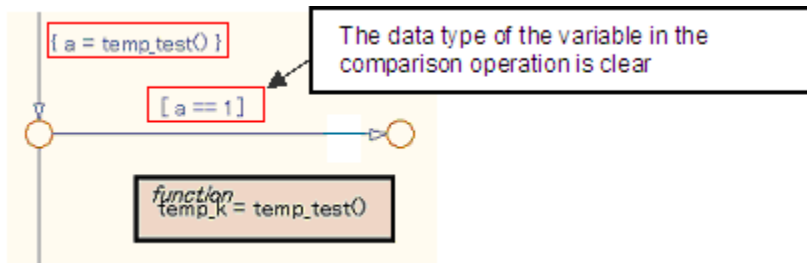 { a = temp_test() }
The data type of the variable in the
comparison operation is clear
[ a == 1 ]
function
temp_k = temp_test()